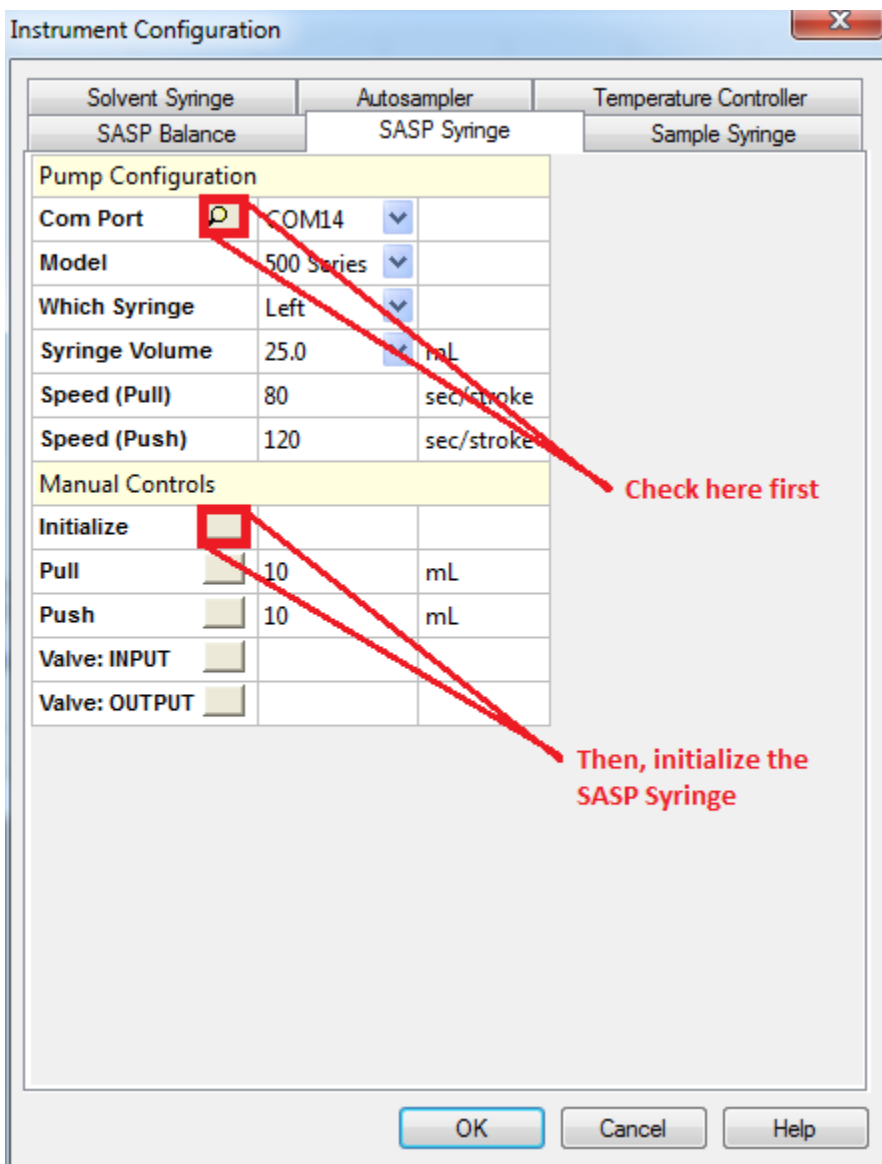 Instrument Configuration
Solvent Syringe Autosampler Temperature Controller
SASP Balance SASP Syringe Sample Syringe
Pump Configuration
Com Port COM14
Model 500 Series
Which Syringe Left
Syringe Volume 25.0 mL
Speed (Pull) 80 sec/stroke
Speed (Push) 120 sec/stroke
Manual Controls
Check here first
Initialize
Pull 10 mL
Push 10 mL
Valve: INPUT
Valve: OUTPUT
Then, initialize the
SASP Syringe
OK Cancel Help